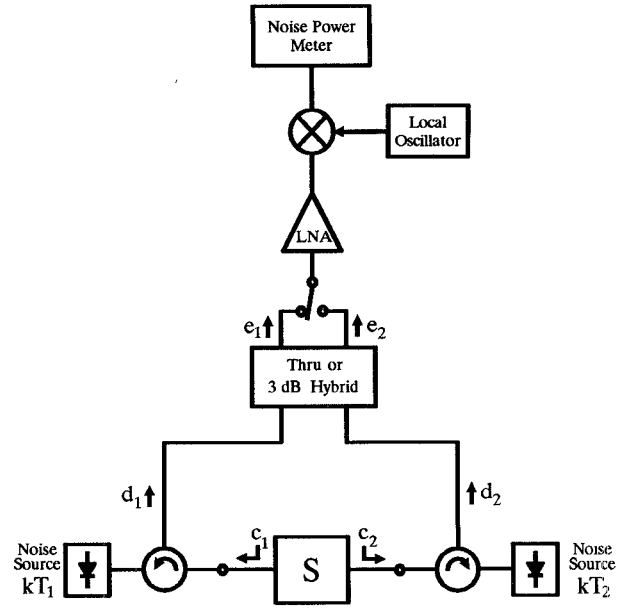 Noise Power
Meter
Local
Oscillator
LNA
e1
e2
Thru or
3 dB Hybrid
d1
d2
c1
c2
Noise
Source
kT1
S
Noise
Source
kT2